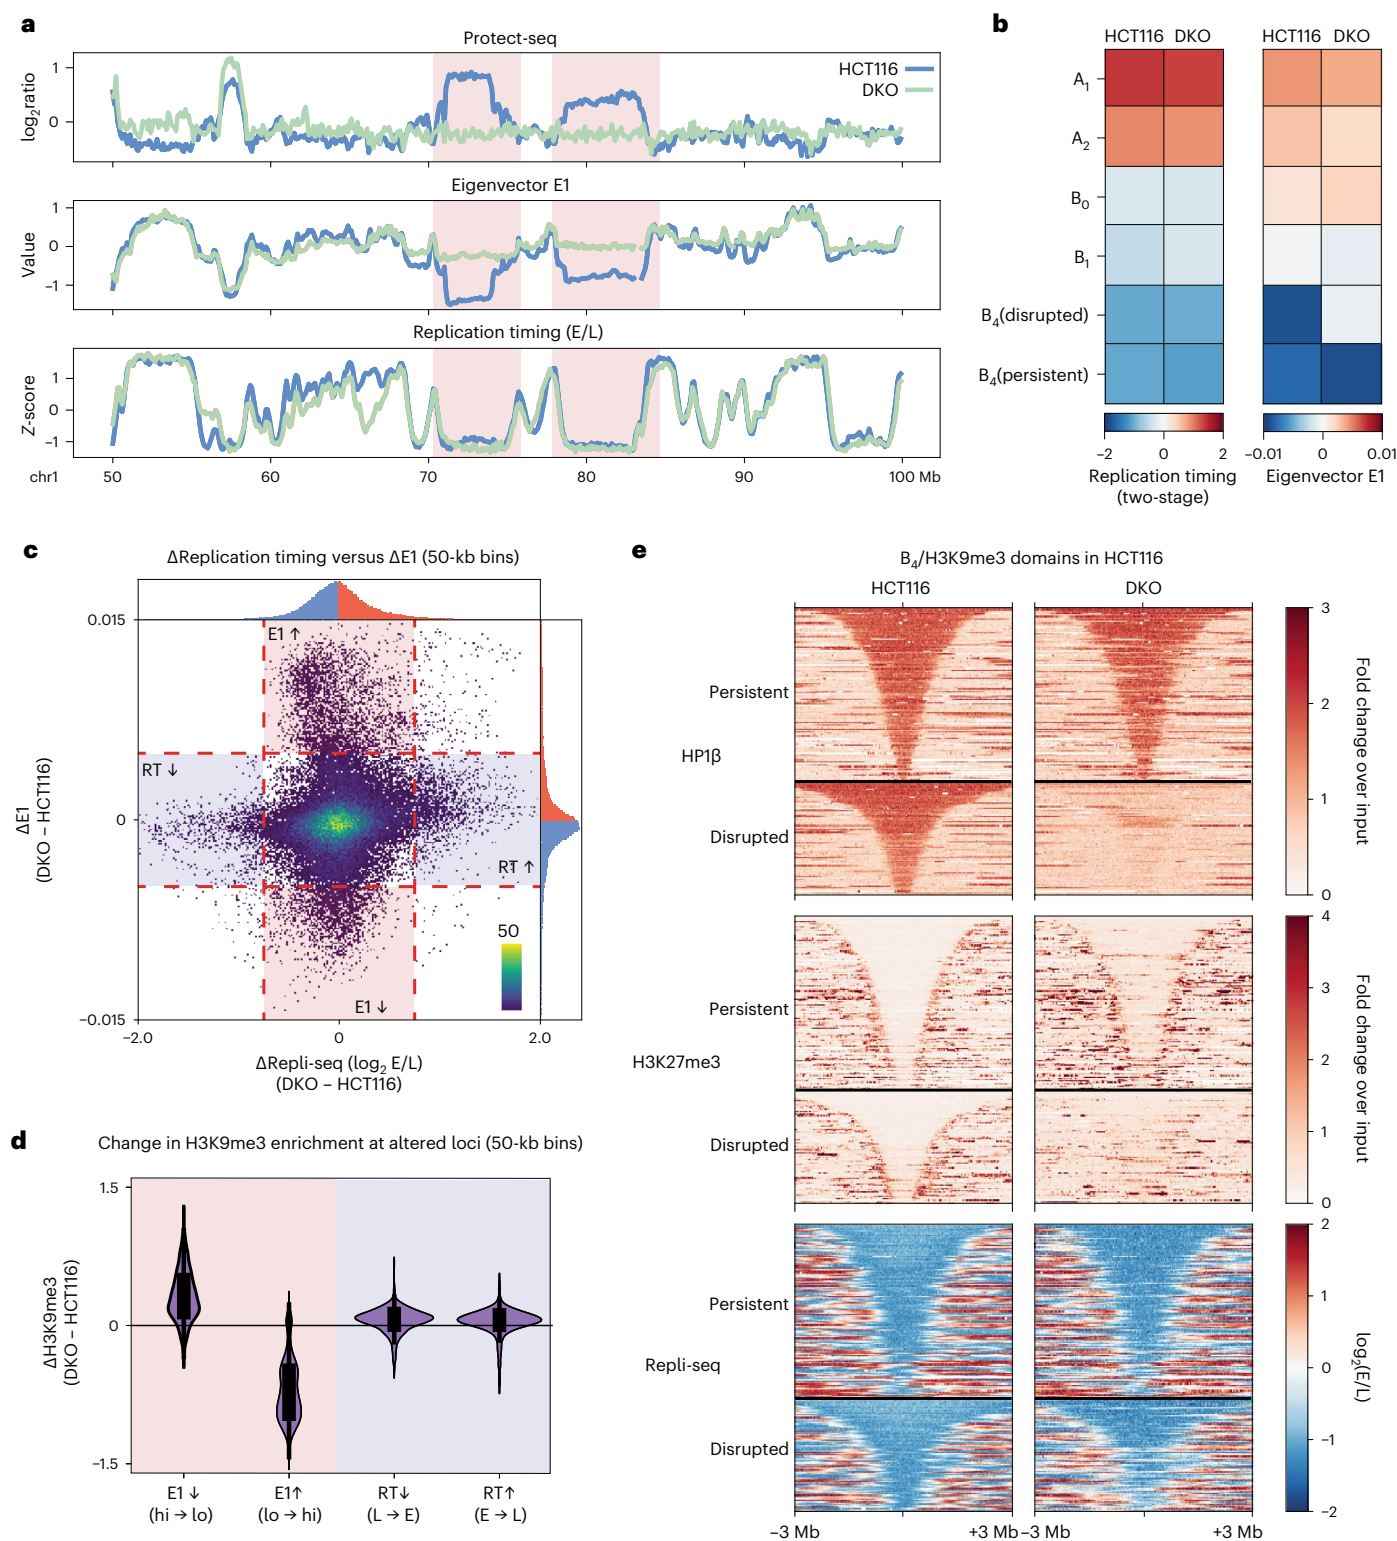 a
Protect-seq
log2ratio
1
0
HCT116
DKO
Eigenvector E1
Value
1
0
−1
Replication timing (E/L)
Z-score
1
0
−1
chr1 50 60 70 80 90 100 Mb
b
HCT116 DKO HCT116 DKO
A1
A2
B0
B1
B4(disrupted)
B4(persistent)
−2 0 2 −0.01 0 0.01
Replication timing
(two-stage)
Eigenvector E1
c
ΔReplication timing versus ΔE1 (50-kb bins)
0.015
0
−0.015
ΔE1
(DKO − HCT116)
E1 ↑
RT ↓
RT ↑
E1 ↓
50
−2.0 0 2.0
ΔRepli-seq (log2 E/L)
(DKO − HCT116)
d
Change in H3K9me3 enrichment at altered loci (50-kb bins)
ΔH3K9me3
(DKO − HCT116)
1.5
0
−1.5
E1 ↓ E1↑ RT↓ RT↑
(hi → lo) (lo → hi) (L → E) (E → L)
e
B4/H3K9me3 domains in HCT116
HCT116 DKO
Persistent
HP1β
Disrupted
3
2
1
0
Fold change over input
Persistent
H3K27me3
Disrupted
4
3
2
1
0
Fold change over input
Persistent
Repli-seq
Disrupted
2
1
0
−1
−2
log2(E/L)
−3 Mb +3 Mb −3 Mb +3 Mb